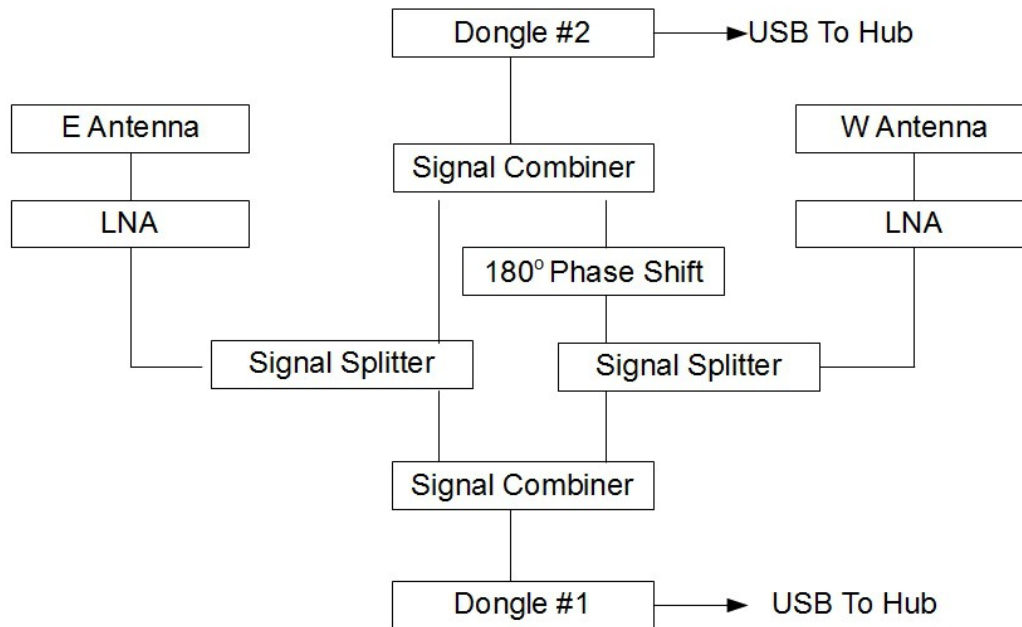 Dongle #2
USB To Hub
E Antenna
W Antenna
Signal Combiner
LNA
LNA
180° Phase Shift
Signal Splitter
Signal Splitter
Signal Combiner
Dongle #1
USB To Hub